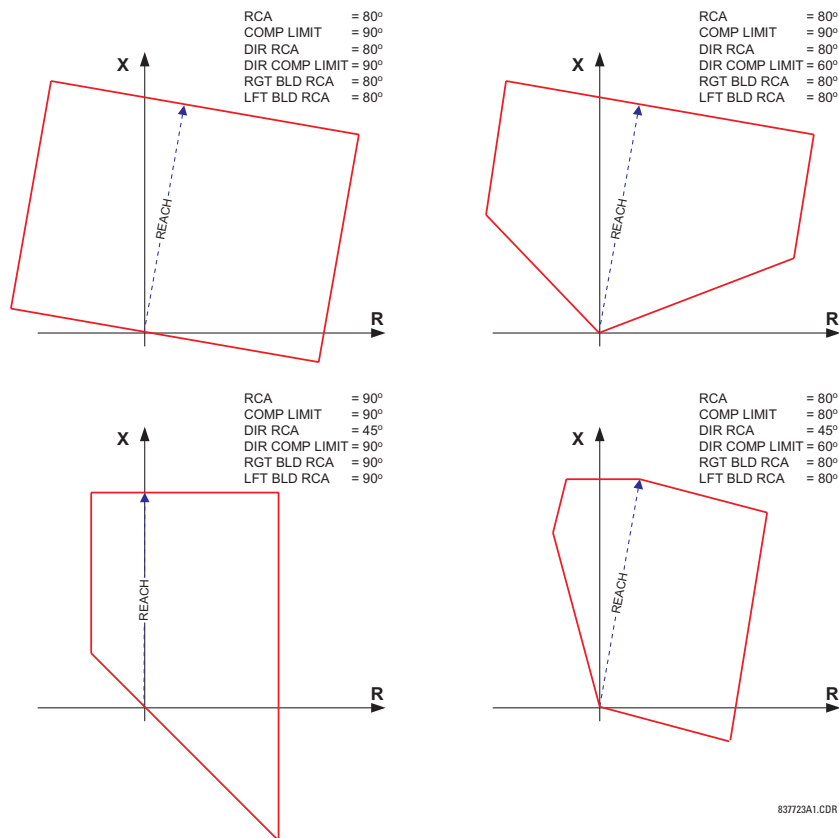 RCA = 80º
COMP LIMIT = 90º
DIR RCA = 80º
DIR COMP LIMIT = 90º
RGT BLD RCA = 80º
LFT BLD RCA = 80º
X
REACH
R
RCA = 80º
COMP LIMIT = 90º
DIR RCA = 80º
DIR COMP LIMIT = 60º
RGT BLD RCA = 80º
LFT BLD RCA = 80º
X
REACH
R
RCA = 90º
COMP LIMIT = 90º
DIR RCA = 45º
DIR COMP LIMIT = 90º
RGT BLD RCA = 90º
LFT BLD RCA = 90º
X
REACH
R
RCA = 80º
COMP LIMIT = 80º
DIR RCA = 45º
DIR COMP LIMIT = 60º
RGT BLD RCA = 80º
LFT BLD RCA = 80º
X
REACH
R
837723A1.CDR